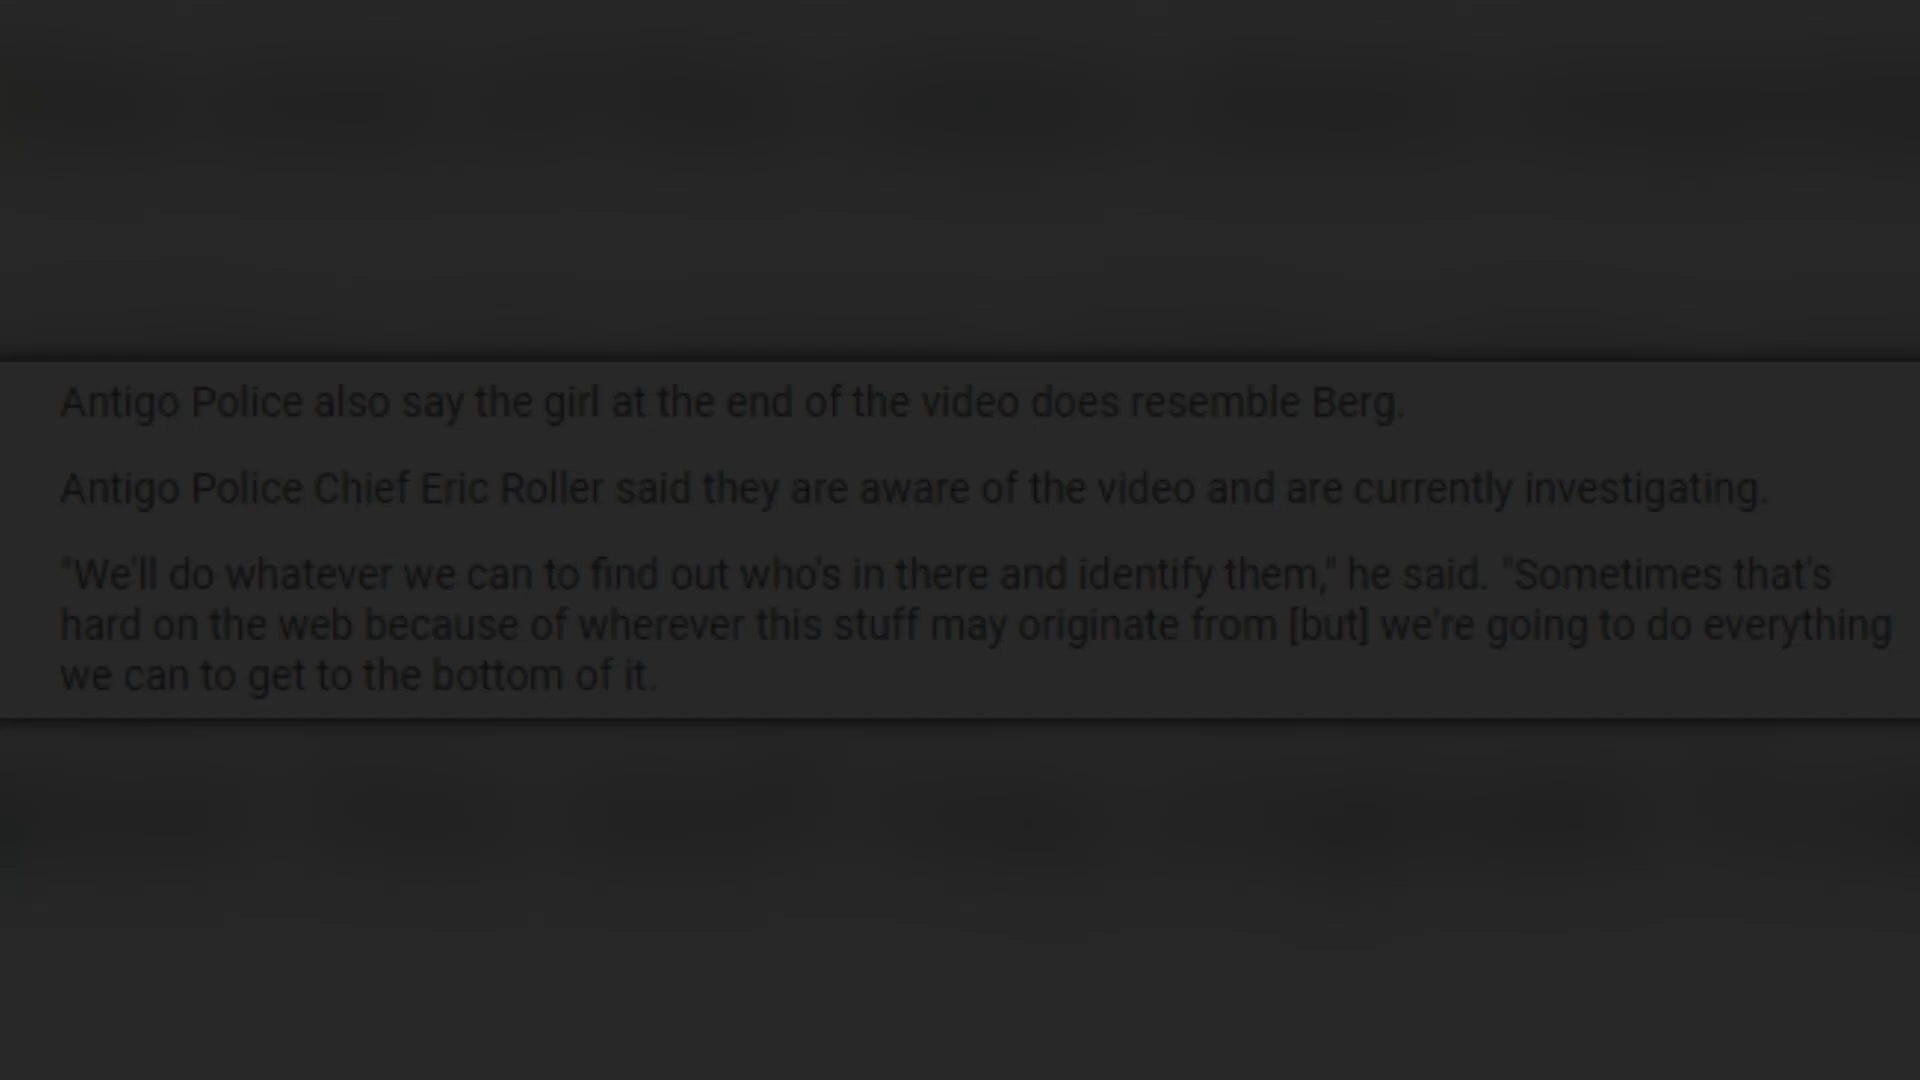 Antigo Police also say the girl at the end of the video does resemble Berg.
Antigo Police Chief Eric Roller said they are aware of the video and are currently investigating.
"We'll do whatever we can to find out who's in there and identify them," he said. "Sometimes that's
hard on the web because of wherever this stuff may originate from [but] we're going to do everything
we can to get to the bottom of it.